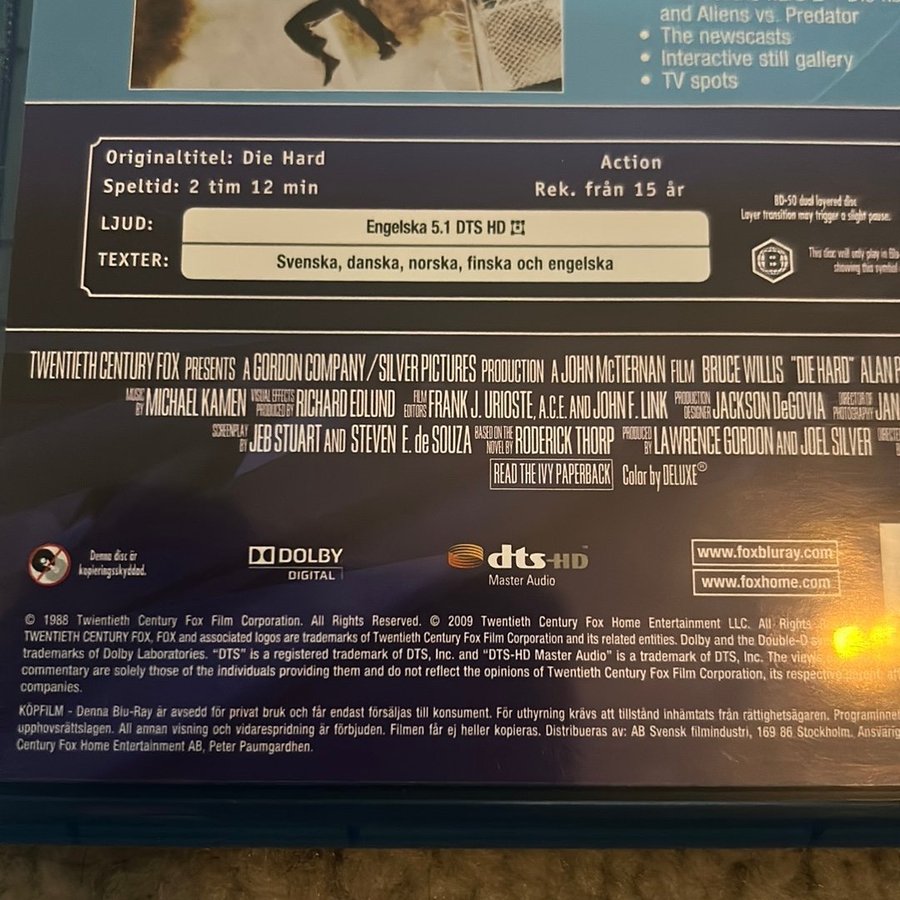 and Aliens vs. Predator
• The newscasts
• Interactive still gallery
• TV spots
Originaltitel: Die Hard
Action
Speltid: 2 tim 12 min
Rek. från 15 år
LJUD:
Engelska 5.1 DTS HD
TEXTER:
Svenska, danska, norska, finska och engelska
BD-50 dual layered disc
Layer transition may trigger a slight pause.
This disc will only play in
showing this symbol
TWENTIETH CENTURY FOX PRESENTS A GORDON COMPANY / SILVER PICTURES PRODUCTION A JOHN McTIERNAN FILM BRUCE WILLIS "DIE HARD" ALAN
MUSIC BY MICHAEL KAMEN VISUAL EFFECTS PRODUCED BY RICHARD EDLUND FILM EDITORS FRANK J. URIOSTE, A.C.E. AND JOHN F. LINK PRODUCTION DESIGNER JACKSON DeGOVIA DIRECTOR OF PHOTOGRAPHY JAN
SCREENPLAY BY JEB STUART AND STEVEN E. de SOUZA BASED ON THE NOVEL BY RODERICK THORP PRODUCED BY LAWRENCE GORDON AND JOEL SILVER
READ THE IVY PAPERBACK Color by DELUXE®
Denna disc är
kopieringsskyddad.
DOLBY
DIGITAL
dts-HD
Master Audio
www.foxbluray.com
www.foxhome.com
© 1988 Twientieth Century Fox Film Corporation. All Rights Reserved. © 2009 Twentieth Century Fox Home Entertainment LLC. All Rights
TWENTIETH CENTURY FOX, FOX and associated logos are trademarks of Twentieth Century Fox Film Corporation and its related entities. Dolby and the Double-D
trademarks of Dolby Laboratories. "DTS" is a registered trademark of DTS, Inc. and "DTS-HD Master Audio" is a trademark of DTS, Inc. The views
commentary are solely those of the individuals providing them and do not reflect the opinions of Twentieth Century Fox Film Corporation, its respective parent,
companies.
KÖPFILM - Denna Blu-Ray är avsedd för privat bruk och får endast försäljas till konsument. För uthyrning krävs att tillstånd inhämtats från rättighetsägaren.
upphovsrättslagen. All annan visning och vidarespridning är förbjuden. Filmen får ej heller kopieras. Distribueras av: AB Svensk filmindustri, 169 86 Stockholm.
Century Fox Home Entertainment AB, Peter Paumgardhen.